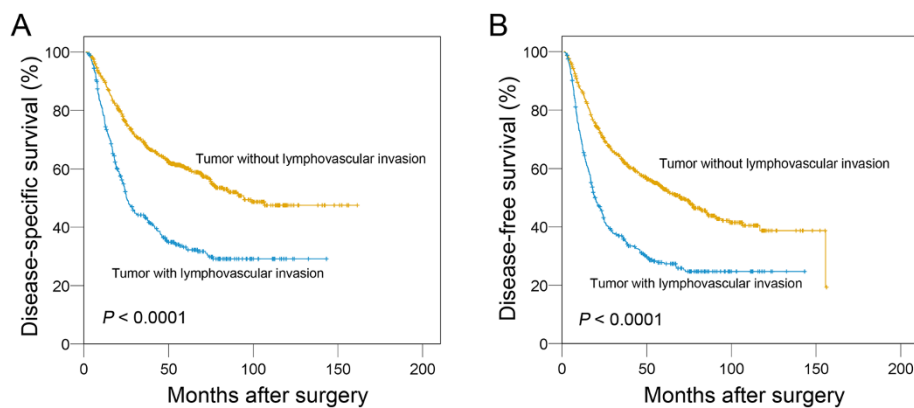 A
Disease-specific survival (%)
100
80
60
40
20
0
Tumor without lymphovascular invasion
Tumor with lymphovascular invasion
P < 0.0001
0 50 100 150 200
Months after surgery
B
Disease-free survival (%)
100
80
60
40
20
0
Tumor without lymphovascular invasion
Tumor with lymphovascular invasion
P < 0.0001
0 50 100 150 200
Months after surgery